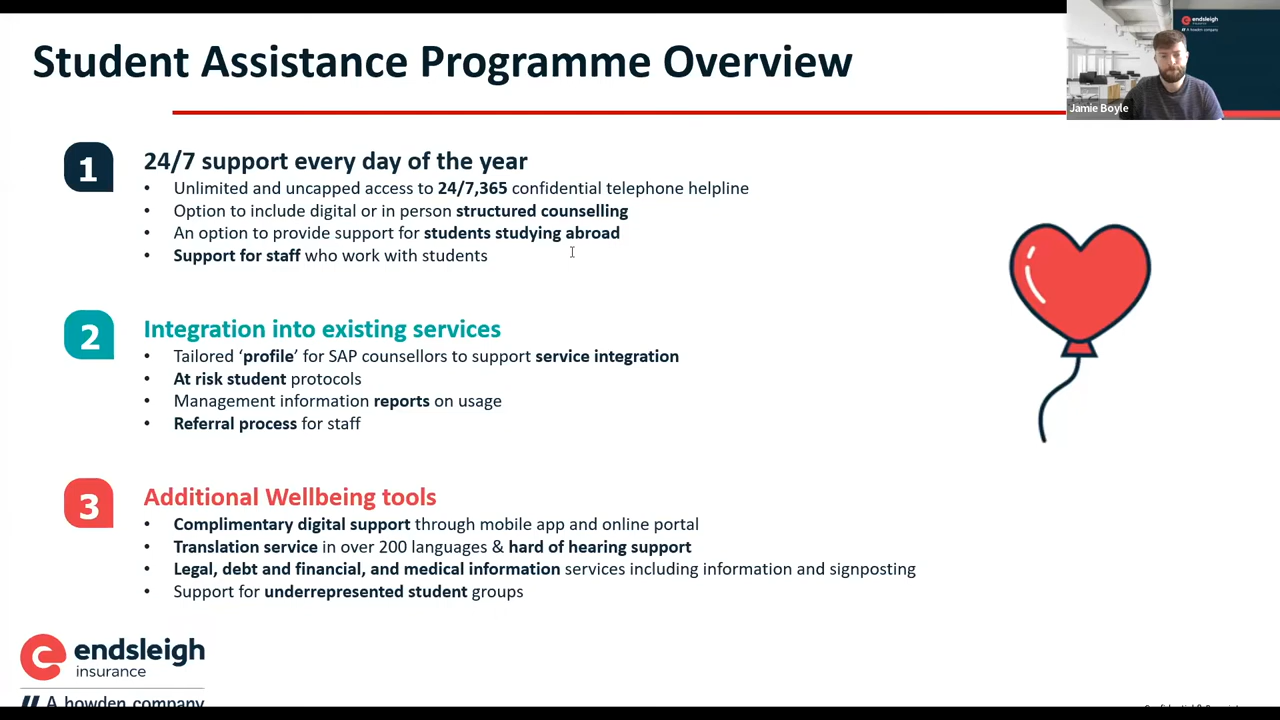 Student Assistance Programme Overview
endsleigh
insurance
A howden company
Jamie Boyle
1
24/7 support every day of the year
• Unlimited and uncapped access to 24/7,365 confidential telephone helpline
• Option to include digital or in person structured counselling
• An option to provide support for students studying abroad
• Support for staff who work with students
2
Integration into existing services
• Tailored ‘profile’ for SAP counsellors to support service integration
• At risk student protocols
• Management information reports on usage
• Referral process for staff
3
Additional Wellbeing tools
• Complimentary digital support through mobile app and online portal
• Translation service in over 200 languages & hard of hearing support
• Legal, debt and financial, and medical information services including information and signposting
• Support for underrepresented student groups
endsleigh
insurance
A howden company